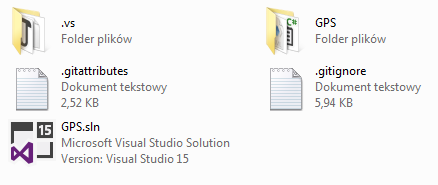 .vs
Folder plików
GPS
Folder plików
.gitattributes
Dokument tekstowy
2,52 KB
.gitignore
Dokument tekstowy
5,94 KB
15
GPS.sln
Microsoft Visual Studio Solution
Version: Visual Studio 15